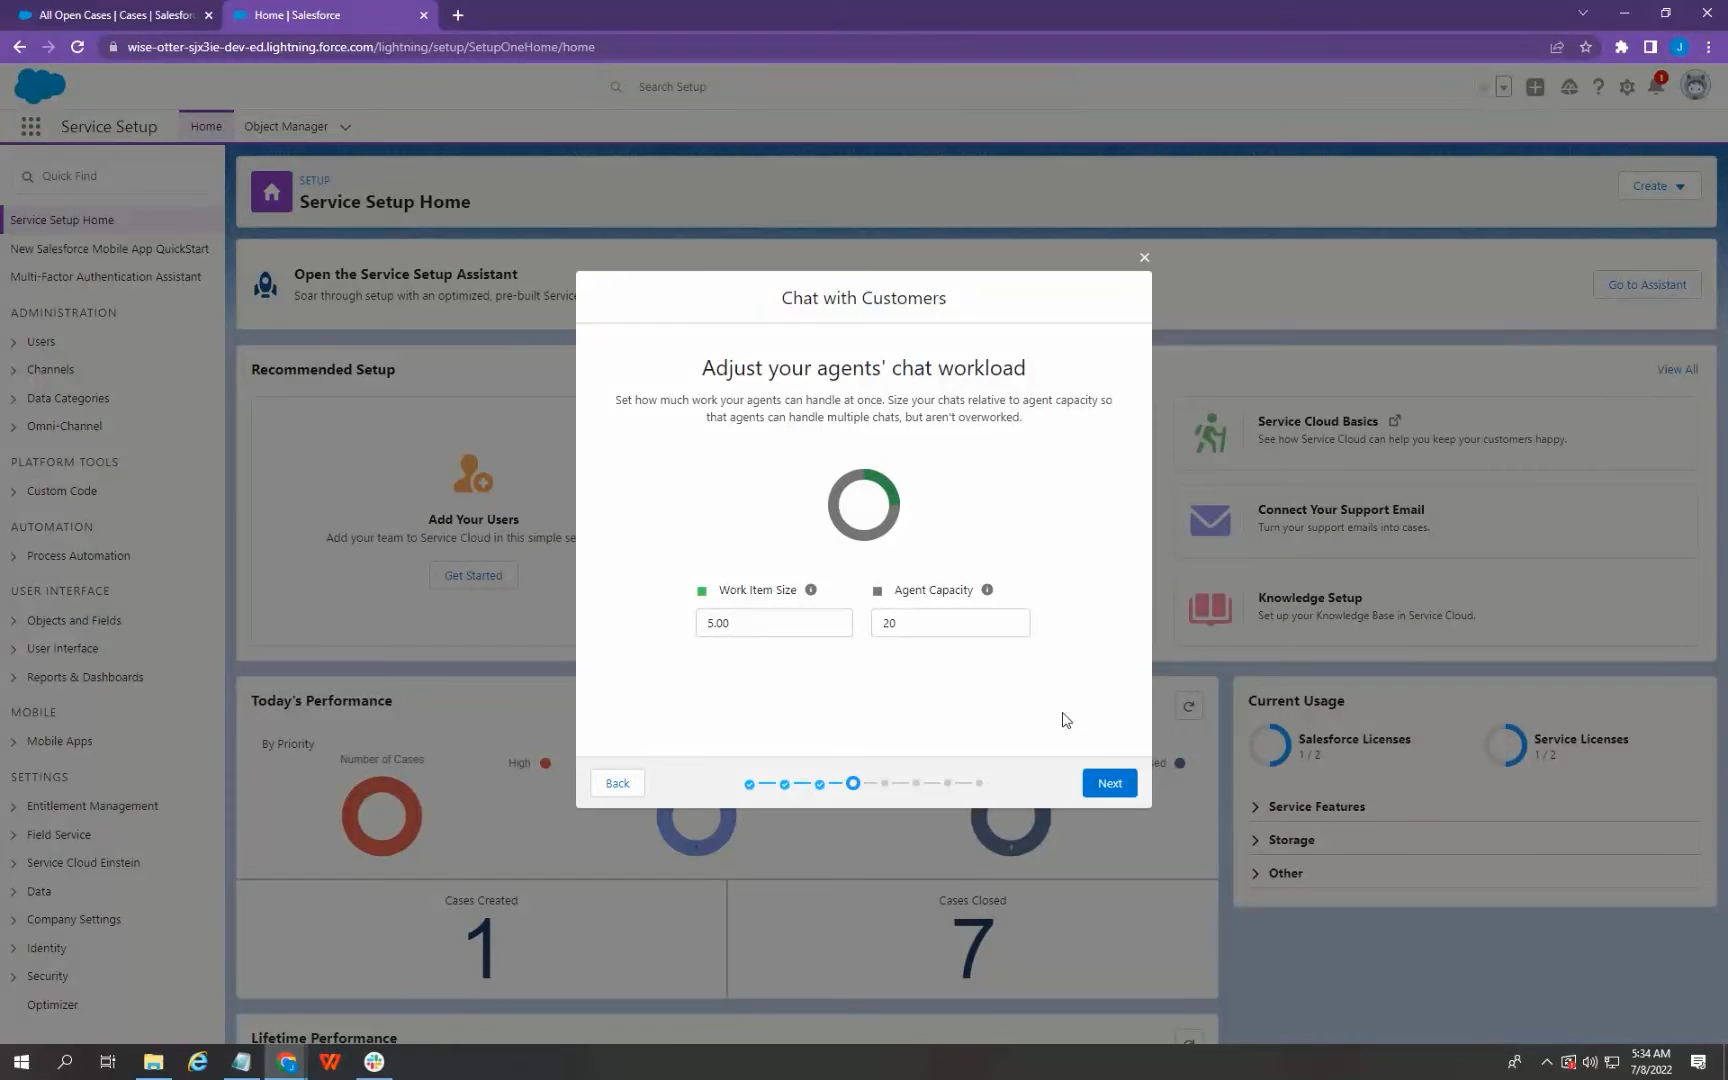 All Open Cases | Cases | Salesfor
Home | Salesforce
wise-otter-sjx3ie-dev-ed.lightning.force.com/lightning/setup/SetupOneHome/home
J
Search Setup
1
Service Setup
Home
Object Manager
Quick Find
Service Setup Home
New Salesforce Mobile App QuickStart
Multi-Factor Authentication Assistant
ADMINISTRATION
Users
Channels
Data Categories
Omni-Channel
PLATFORM TOOLS
Custom Code
AUTOMATION
Process Automation
USER INTERFACE
Objects and Fields
User Interface
Reports & Dashboards
MOBILE
Mobile Apps
SETTINGS
Entitlement Management
Field Service
Service Cloud Einstein
Data
Company Settings
Identity
Security
Optimizer
SETUP
Service Setup Home
Create
Open the Service Setup Assistant
Soar through setup with an optimized, pre-built Service
Go to Assistant
Recommended Setup
View All
Add Your Users
Add your team to Service Cloud in this simple se
Get Started
Service Cloud Basics
See how Service Cloud can help you keep your customers happy.
Connect Your Support Email
Turn your support emails into cases.
Knowledge Setup
Set up your Knowledge Base in Service Cloud.
Chat with Customers
Adjust your agents' chat workload
Set how much work your agents can handle at once. Size your chats relative to agent capacity so
that agents can handle multiple chats, but aren't overworked.
Work Item Size
Agent Capacity
5.00
20
Back
Next
Today's Performance
By Priority
Number of Cases
High
sed
Cases Created
1
Cases Closed
7
Current Usage
Salesforce Licenses
1 / 2
Service Licenses
1 / 2
Service Features
Storage
Other
Lifetime Performance
5:34 AM
7/8/2022